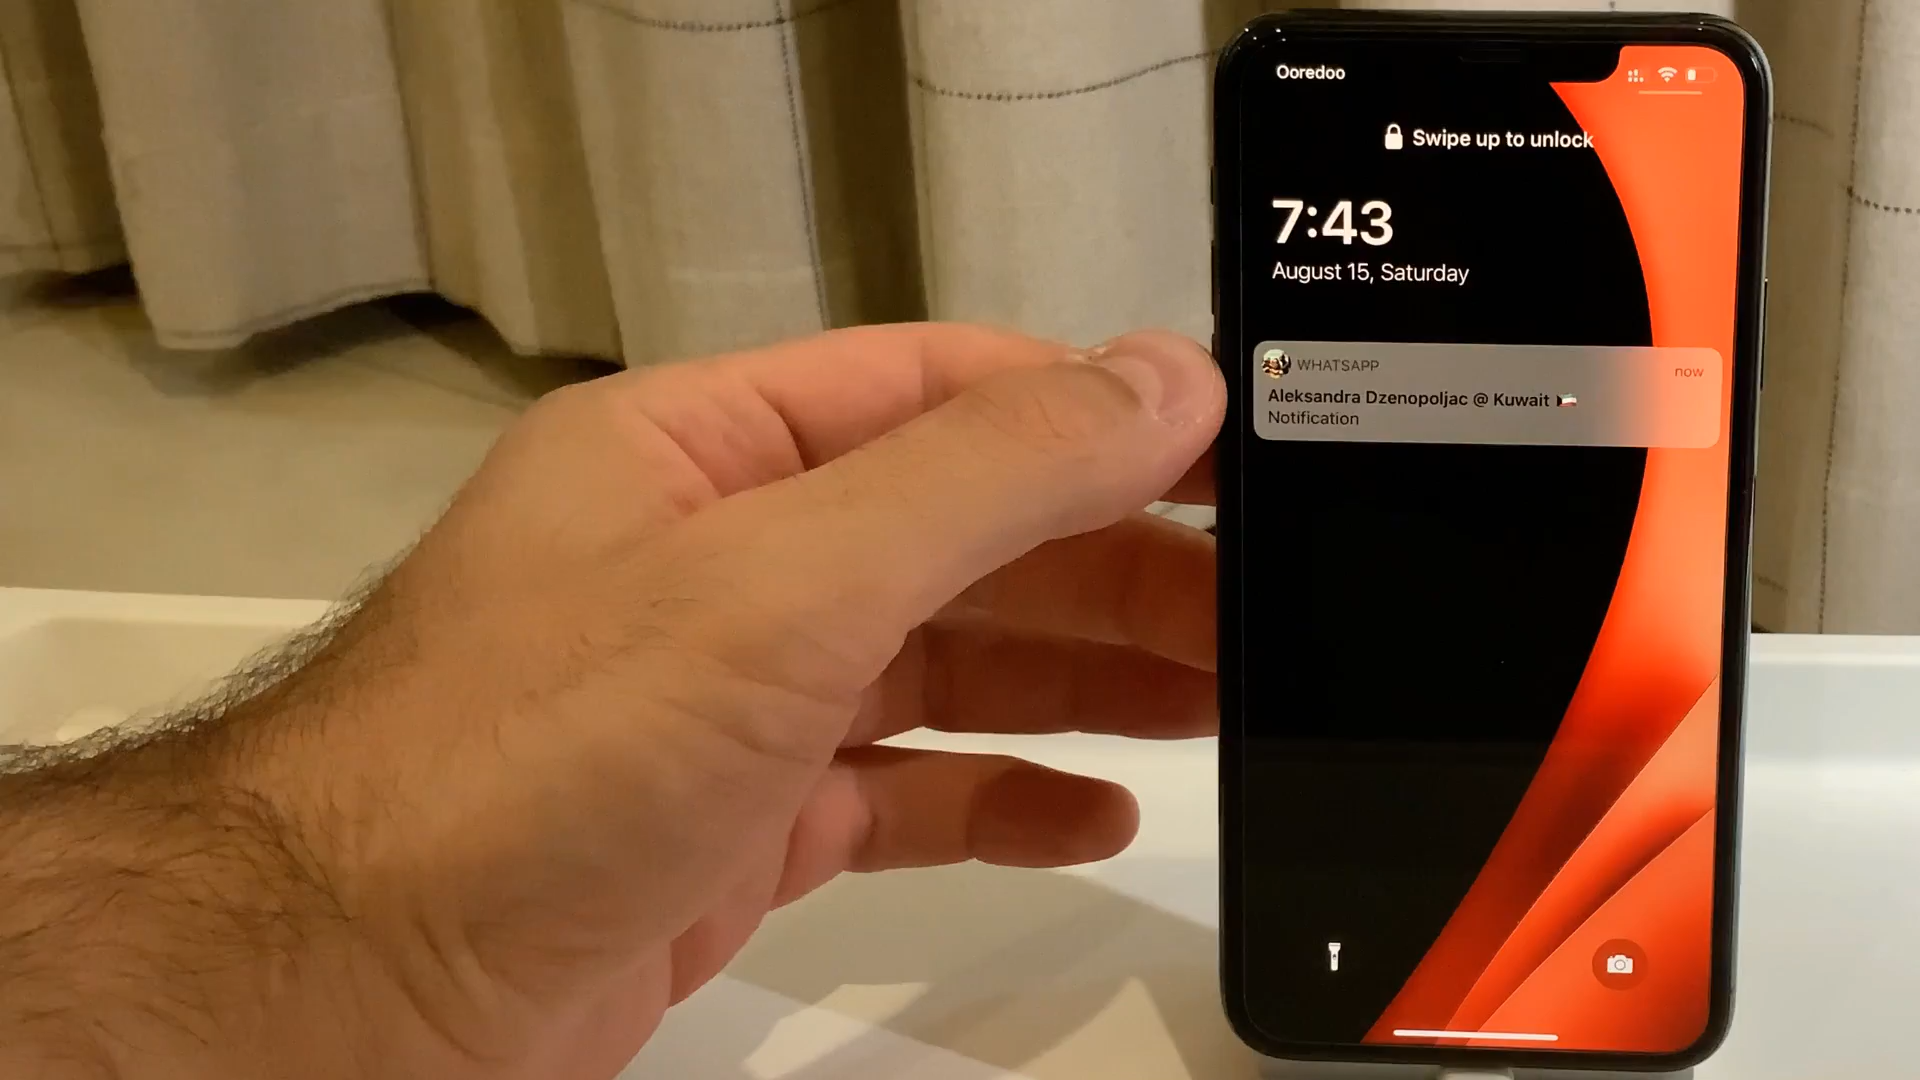 Ooredoo
Swipe up to unlock
7:43
August 15, Saturday
WHATSAPP
now
Aleksandra Dzenopoljac @ Kuwait 🇰🇼
Notification